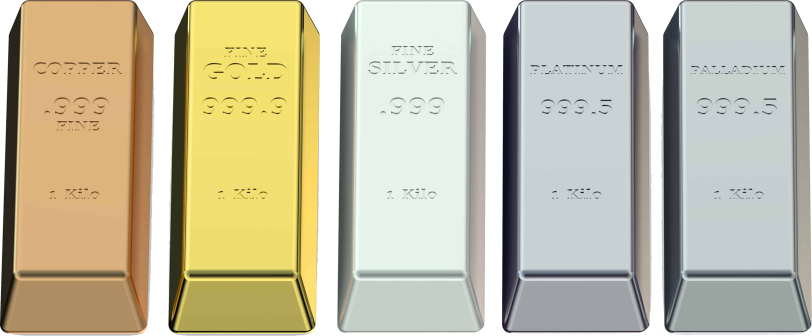 COPPER
.999
FINE
1 Kilo
FINE
GOLD
999.9
1 Kilo
FINE
SILVER
.999
1 Kilo
PLATINUM
999.5
1 Kilo
PALLADIUM
999.5
1 Kilo